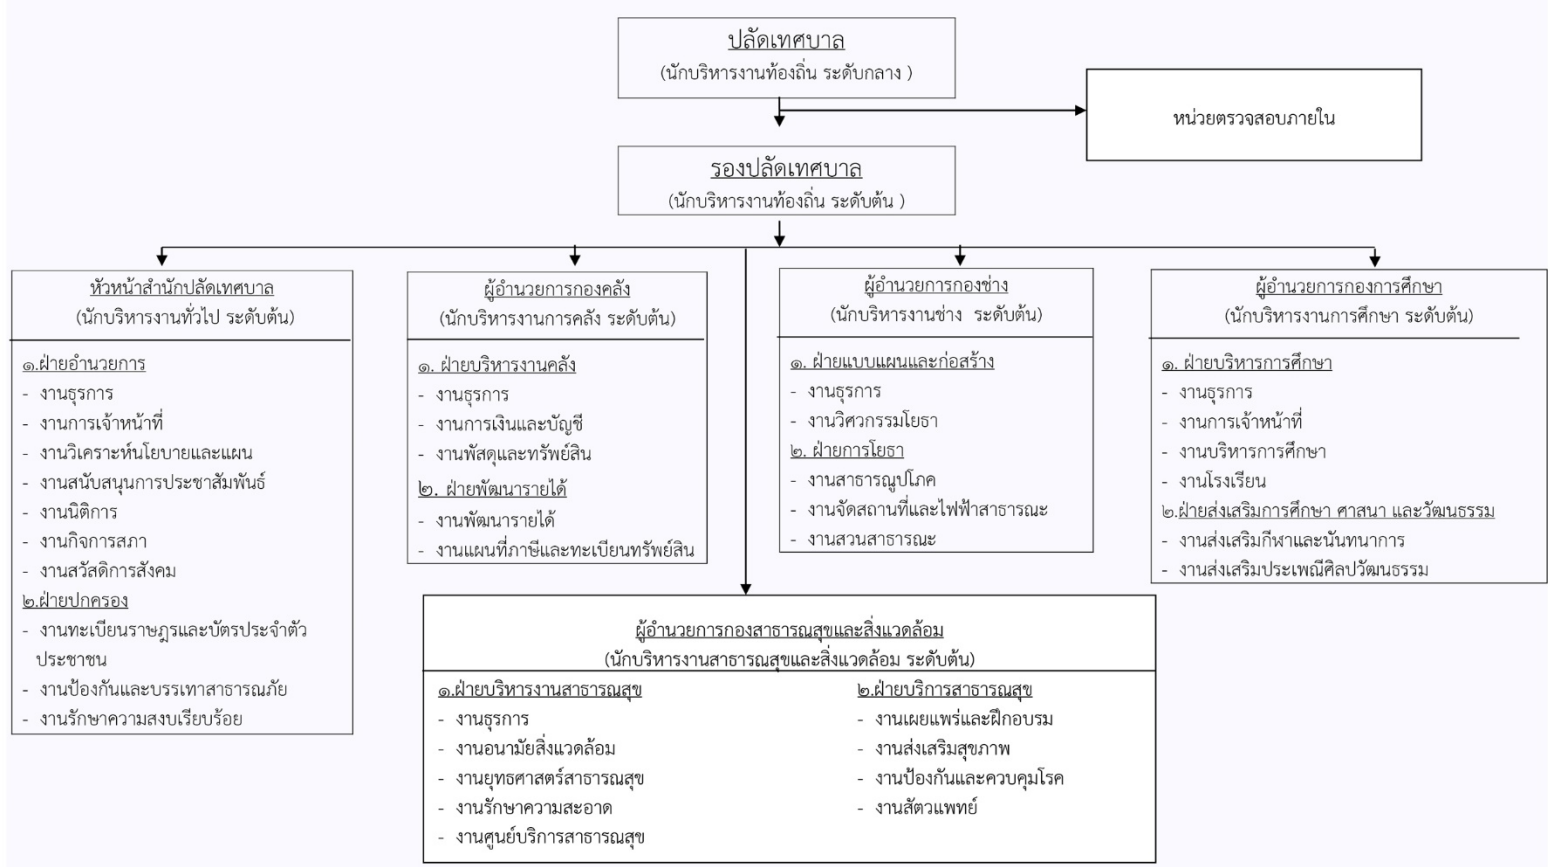 ปลัดเทศบาล
(นักบริหารงานท้องถิ่น ระดับกลาง )
หน่วยตรวจสอบภายใน
รองปลัดเทศบาล
(นักบริหารงานท้องถิ่น ระดับต้น )
หัวหน้าสำนักปลัดเทศบาล
(นักบริหารงานทั่วไป ระดับต้น)
๑.ฝ่ายอำนวยการ
- งานธุรการ
- งานการเจ้าหน้าที่
- งานวิเคราะห์นโยบายและแผน
- งานสนับสนุนการประชาสัมพันธ์
- งานนิติการ
- งานกิจการสภา
- งานสวัสดิการสังคม
๒.ฝ่ายปกครอง
- งานทะเบียนราษฎรและบัตรประจำตัว
ประชาชน
- งานป้องกันและบรรเทาสาธารณภัย
- งานรักษาความสงบเรียบร้อย
ผู้อำนวยการกองคลัง
(นักบริหารงานการคลัง ระดับต้น)
๑. ฝ่ายบริหารงานคลัง
- งานธุรการ
- งานการเงินและบัญชี
- งานพัสดุและทรัพย์สิน
๒. ฝ่ายพัฒนารายได้
- งานพัฒนารายได้
- งานแผนที่ภาษีและทะเบียนทรัพย์สิน
ผู้อำนวยการกองช่าง
(นักบริหารงานช่าง ระดับต้น)
๑. ฝ่ายแบบแผนและก่อสร้าง
- งานธุรการ
- งานวิศวกรรมโยธา
๒. ฝ่ายการโยธา
- งานสาธารณูปโภค
- งานจัดสถานที่และไฟฟ้าสาธารณะ
- งานสวนสาธารณะ
ผู้อำนวยการกองการศึกษา
(นักบริหารงานการศึกษา ระดับต้น)
๑. ฝ่ายบริหารการศึกษา
- งานธุรการ
- งานการเจ้าหน้าที่
- งานบริหารการศึกษา
- งานโรงเรียน
๒.ฝ่ายส่งเสริมการศึกษา ศาสนา และวัฒนธรรม
- งานส่งเสริมกีฬาและนันทนาการ
- งานส่งเสริมประเพณีศิลปวัฒนธรรม
ผู้อำนวยการกองสาธารณสุขและสิ่งแวดล้อม
(นักบริหารงานสาธารณสุขและสิ่งแวดล้อม ระดับต้น)
๑.ฝ่ายบริหารงานสาธารณสุข
- งานธุรการ
- งานอนามัยสิ่งแวดล้อม
- งานยุทธศาสตร์สาธารณสุข
- งานรักษาความสะอาด
- งานศูนย์บริการสาธารณสุข
๒.ฝ่ายบริการสาธารณสุข
- งานเผยแพร่และฝึกอบรม
- งานส่งเสริมสุขภาพ
- งานป้องกันและควบคุมโรค
- งานสัตวแพทย์